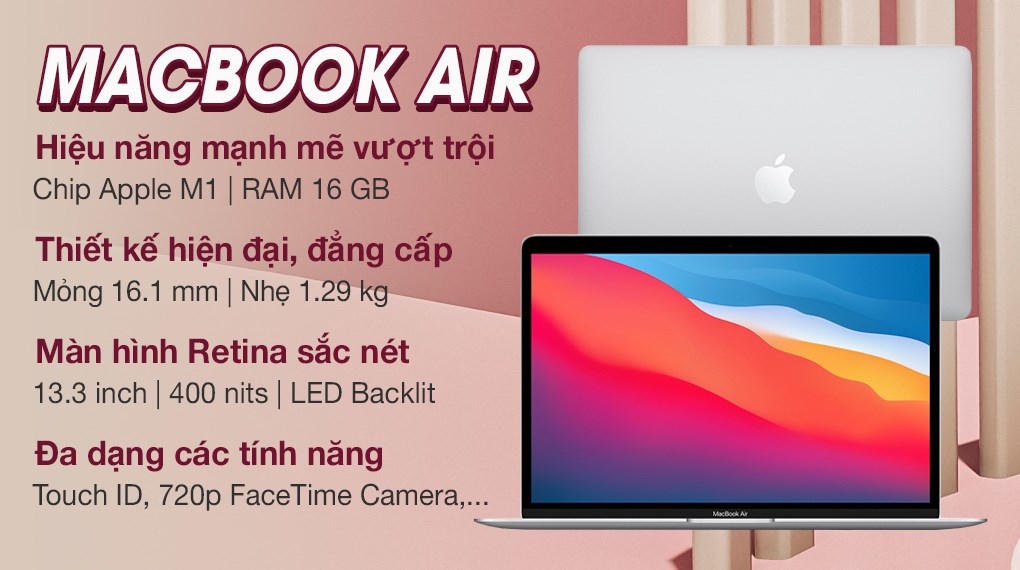 MACBOOK AIR
Hiệu năng mạnh mẽ vượt trội
Chip Apple M1 | RAM 16 GB
Thiết kế hiện đại, đẳng cấp
Mỏng 16.1 mm | Nhẹ 1.29 kg
Màn hình Retina sắc nét
13.3 inch | 400 nits | LED Backlit
Đa dạng các tính năng
Touch ID, 720p FaceTime Camera,...
MacBook Air